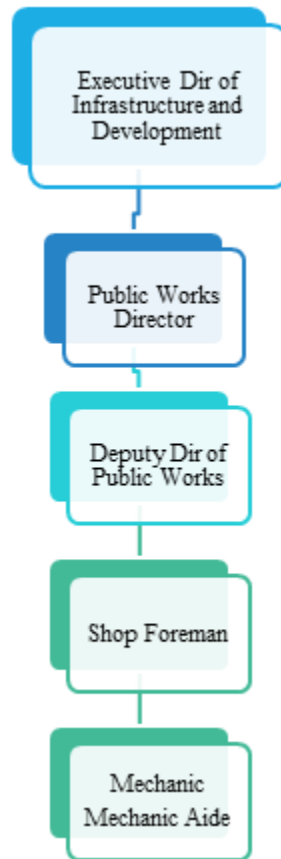 Executive Dir of
Infrastructure and
Development
Public Works
Director
Deputy Dir of
Public Works
Shop Foreman
Mechanic
Mechanic Aide